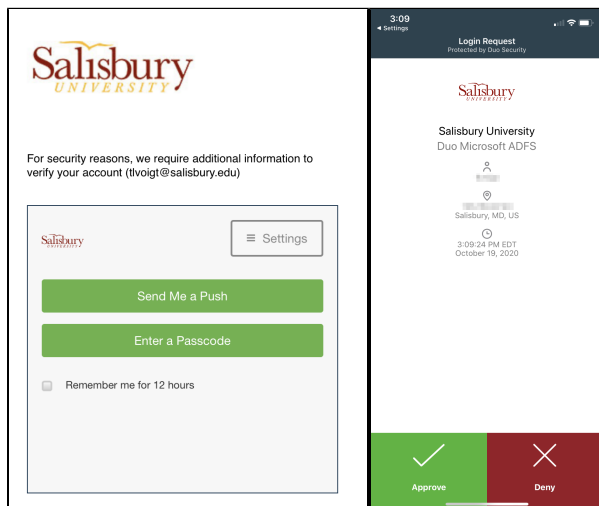 Salisbury
UNIVERSITY
For security reasons, we require additional information to
verify your account (tlvoigt@salisbury.edu)
Salisbury
UNIVERSITY
≡ Settings
Send Me a Push
Enter a Passcode
Remember me for 12 hours
3:09
◄ Settings
Login Request
Protected by Duo Security
Salisbury
UNIVERSITY
Salisbury University
Duo Microsoft ADFS
Salisbury, MD, US
3:09:24 PM EDT
October 19, 2020
Approve
Deny